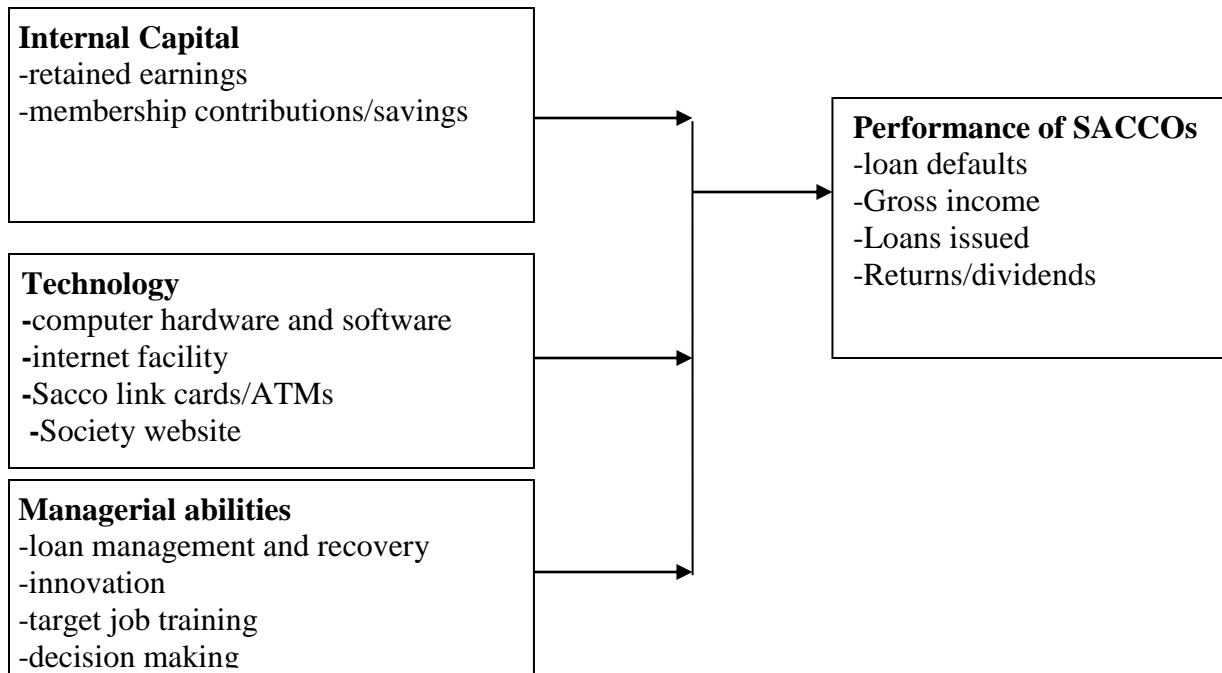 Internal Capital
-retained earnings
-membership contributions/savings
Performance of SACCOs
-loan defaults
-Gross income
-Loans issued
-Returns/dividends
Technology
-computer hardware and software
-internet facility
-Sacco link cards/ATMs
-Society website
Managerial abilities
-loan management and recovery
-innovation
-target job training
-decision making